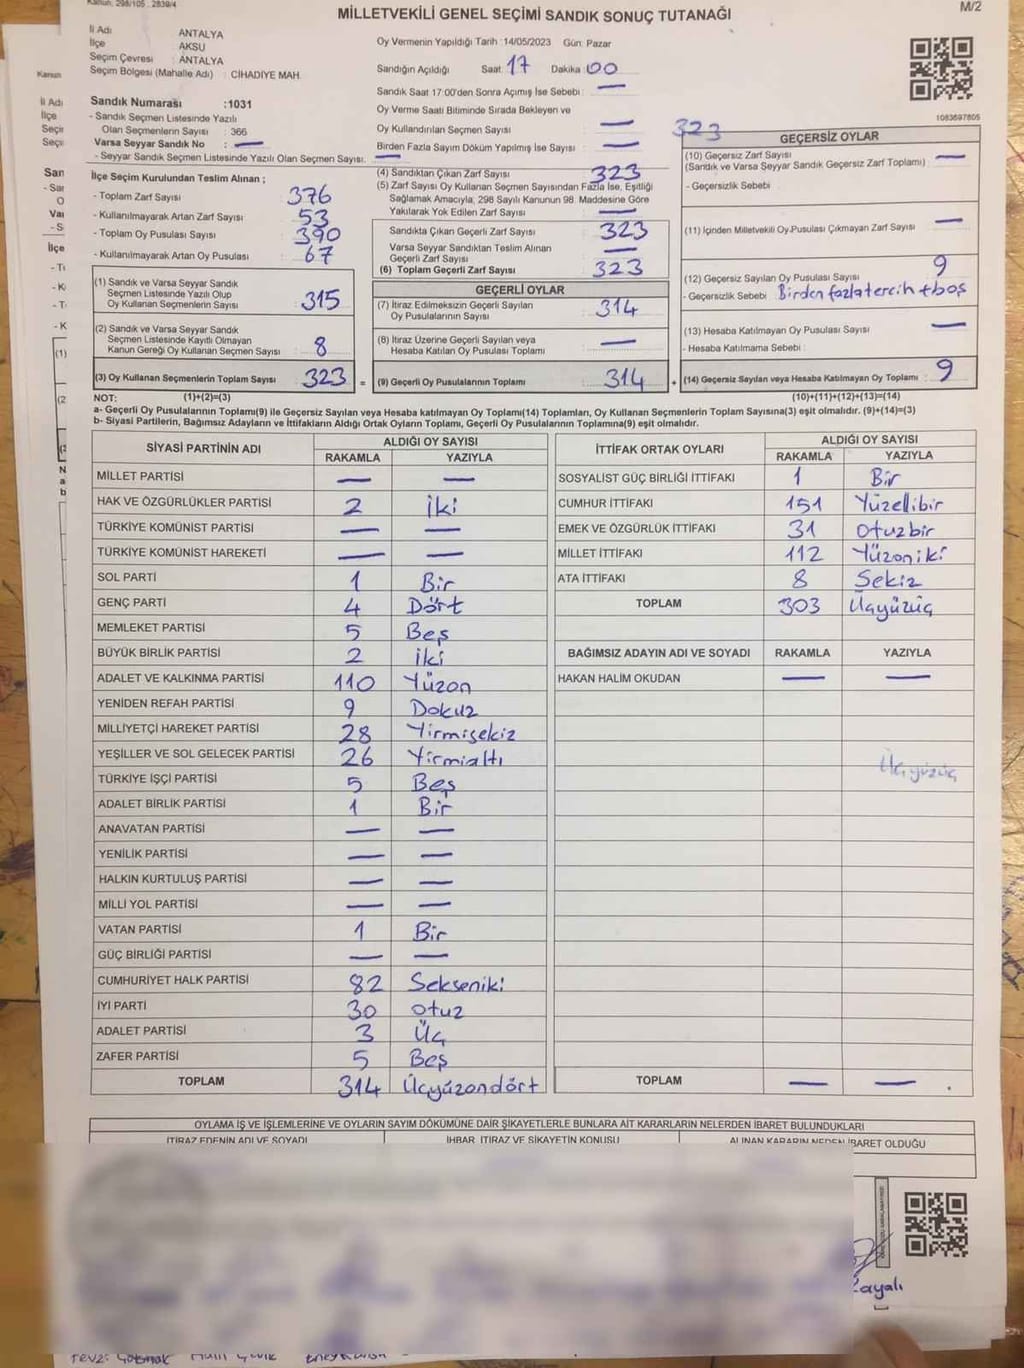 Kanun: 298/105 . 2839/4
M/2
MİLLETVEKİLİ GENEL SEÇİMİ SANDIK SONUÇ TUTANAĞI
İl Adı ANTALYA
İlçe AKSU
Seçim Çevresi : ANTALYA
Seçim Bölgesi (Mahalle Adı) : CİHADİYE MAH.
Sandık Numarası :1031
- Sandık Seçmen Listesinde Yazılı
Olan Seçmenlerin Sayısı : 366
Varsa Seyyar Sandık No : —
- Seyyar Sandık Seçmen Listesinde Yazılı Olan Seçmen Sayısı: —
Oy Vermenin Yapıldığı Tarih :14/05/2023 Gün: Pazar
Sandığın Açıldığı Saat: 17 Dakika: 00
Sandık Saat 17:00'den Sonra Açımış İse Sebebi : —
Oy Verme Saati Bitiminde Sırada Bekleyen ve
Oy Kullandırılan Seçmen Sayısı : —
Birden Fazla Sayım Döküm Yapılmış İse Sayısı : —
1083697805
323
İlçe Seçim Kurulundan Teslim Alınan ;
- Toplam Zarf Sayısı : 376
- Kullanılmayarak Artan Zarf Sayısı : 53
- Toplam Oy Pusulası Sayısı : 390
- Kullanılmayarak Artan Oy Pusulası : 67
(1) Sandık ve Varsa Seyyar Sandık
Seçmen Listesinde Yazılı Olup
Oy Kullanan Seçmenlerin Sayısı : 315
(2) Sandık ve Varsa Seyyar Sandık
Seçmen Listesinde Kayıtlı Olmayan
Kanun Gereği Oy Kullanan Seçmen Sayısı : 8
(3) Oy Kullanan Seçmenlerin Toplam Sayısı : 323 =
(4) Sandıktan Çıkan Zarf Sayısı : 323
(5) Zarf Sayısı Oy Kullanan Seçmen Sayısından Fazla İse, Eşitliği
Sağlamak Amacıyla, 298 Sayılı Kanunun 98. Maddesine Göre
Yakılarak Yok Edilen Zarf Sayısı : —
Sandıkta Çıkan Geçerli Zarf Sayısı : 323
Varsa Seyyar Sandıktan Teslim Alınan
Geçerli Zarf Sayısı : —
(6) Toplam Geçerli Zarf Sayısı : 323
GEÇERLİ OYLAR
(7) İtiraz Edilmeksizin Geçerli Sayılan
Oy Pusulalarının Sayısı : 314
(8) İtiraz Üzerine Geçerli Sayılan veya
Hesaba Katılan Oy Pusulası Toplamı : —
(9) Geçerli Oy Pusulalarının Toplamı : 314 +
GEÇERSİZ OYLAR
(10) Geçersiz Zarf Sayısı
(Sandık ve Varsa Seyyar Sandık Geçersiz Zarf Toplamı) : —
- Geçersizlik Sebebi :
(11) İçinden Milletvekili Oy Pusulası Çıkmayan Zarf Sayısı : —
(12) Geçersiz Sayılan Oy Pusulası Sayısı : 9
- Geçersizlik Sebebi : Birden fazla tercih + boş
(13) Hesaba Katılmayan Oy Pusulası Sayısı : —
- Hesaba Katılmama Sebebi :
(14) Geçersiz Sayılan veya Hesaba Katılmayan Oy Toplamı : 9
NOT: (1)+(2)=(3) (10)+(11)+(12)+(13)=(14)
a- Geçerli Oy Pusulalarının Toplamı(9) ile Geçersiz Sayılan veya Hesaba katılmayan Oy Toplamı(14) Toplamları, Oy Kullanan Seçmenlerin Toplam Sayısına(3) eşit olmalıdır. (9)+(14)=(3)
b- Siyasi Partilerin, Bağımsız Adayların ve İttifakların Aldığı Ortak Oyların Toplamı, Geçerli Oy Pusulalarının Toplamına(9) eşit olmalıdır.
SİYASİ PARTİNİN ADI ALDIĞI OY SAYISI
RAKAMLA YAZIYLA
MİLLET PARTİSİ — —
HAK VE ÖZGÜRLÜKLER PARTİSİ 2 iki
TÜRKİYE KOMÜNİST PARTİSİ — —
TÜRKİYE KOMÜNİST HAREKETİ — —
SOL PARTİ 1 Bir
GENÇ PARTİ 4 Dört
MEMLEKET PARTİSİ 5 Beş
BÜYÜK BİRLİK PARTİSİ 2 iki
ADALET VE KALKINMA PARTİSİ 110 Yüzon
YENİDEN REFAH PARTİSİ 9 Dokuz
MİLLİYETÇİ HAREKET PARTİSİ 28 Yirmisekiz
YEŞİLLER VE SOL GELECEK PARTİSİ 26 Yirmialtı
TÜRKİYE İŞÇİ PARTİSİ 5 Beş
ADALET BİRLİK PARTİSİ 1 Bir
ANAVATAN PARTİSİ — —
YENİLİK PARTİSİ — —
HALKIN KURTULUŞ PARTİSİ — —
MİLLİ YOL PARTİSİ — —
VATAN PARTİSİ 1 Bir
GÜÇ BİRLİĞİ PARTİSİ — —
CUMHURİYET HALK PARTİSİ 82 Sekseniki
İYİ PARTİ 30 otuz
ADALET PARTİSİ 3 Üç
ZAFER PARTİSİ 5 Beş
TOPLAM 314 Üçyüzondört
İTTİFAK ORTAK OYLARI ALDIĞI OY SAYISI
RAKAMLA YAZIYLA
SOSYALİST GÜÇ BİRLİĞİ İTTİFAKI 1 Bir
CUMHUR İTTİFAKI 151 Yüzellibir
EMEK VE ÖZGÜRLÜK İTTİFAKI 31 otuzbir
MİLLET İTTİFAKI 112 Yüzoniki
ATA İTTİFAKI 8 Sekiz
TOPLAM 303 Üçyüzüç
BAĞIMSIZ ADAYIN ADI VE SOYADI RAKAMLA YAZIYLA
HAKAN HALİM OKUDAN — —
Üçyüzüç
TOPLAM — —
OYLAMA İŞ VE İŞLEMLERİNE VE OYLARIN SAYIM DÖKÜMÜNE DAİR ŞİKAYETLERLE BUNLARA AİT KARARLARIN NELERDEN İBARET BULUNDUKLARI
İTİRAZ EDENİN ADI VE SOYADI İHBAR, İTİRAZ VE ŞİKAYETİN KONUSU ALINAN KARARIN NEDEN İBARET OLDUĞU